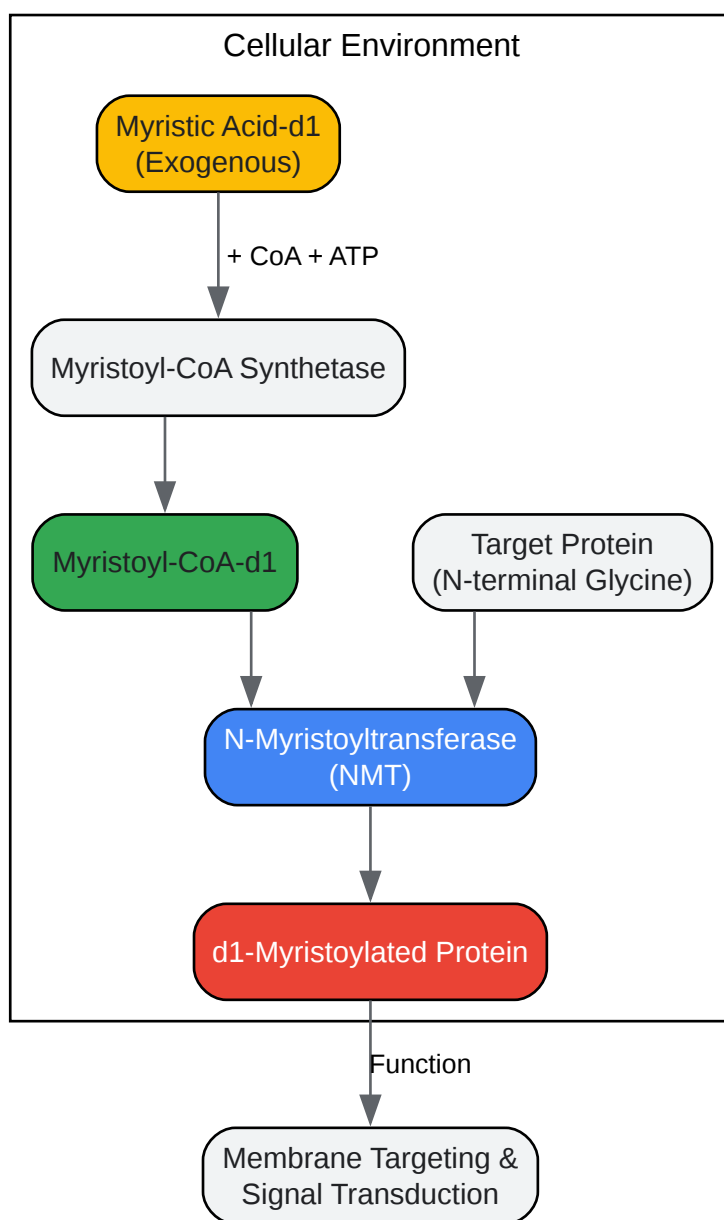 Cellular Environment
Myristic Acid-d1
(Exogenous)
+ CoA + ATP
Myristoyl-CoA Synthetase
Myristoyl-CoA-d1
Target Protein
(N-terminal Glycine)
N-Myristoyltransferase
(NMT)
d1-Myristoylated Protein
Function
Membrane Targeting &
Signal Transduction